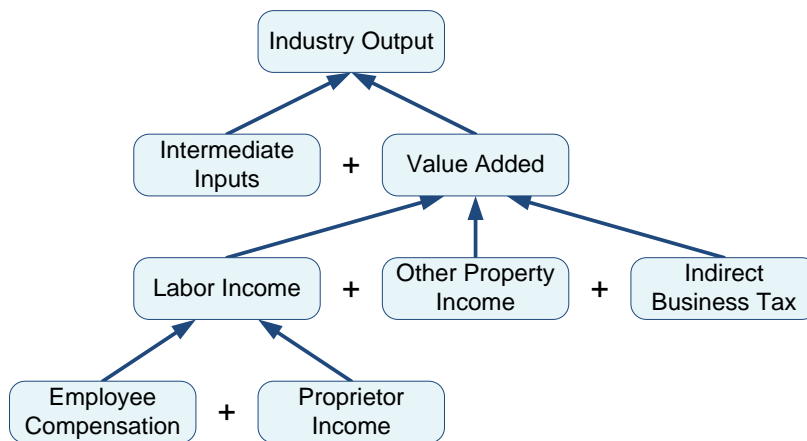 Industry Output
Intermediate
Inputs
+
Value Added
Labor Income
+
Other Property
Income
+
Indirect
Business Tax
Employee
Compensation
+
Proprietor
Income